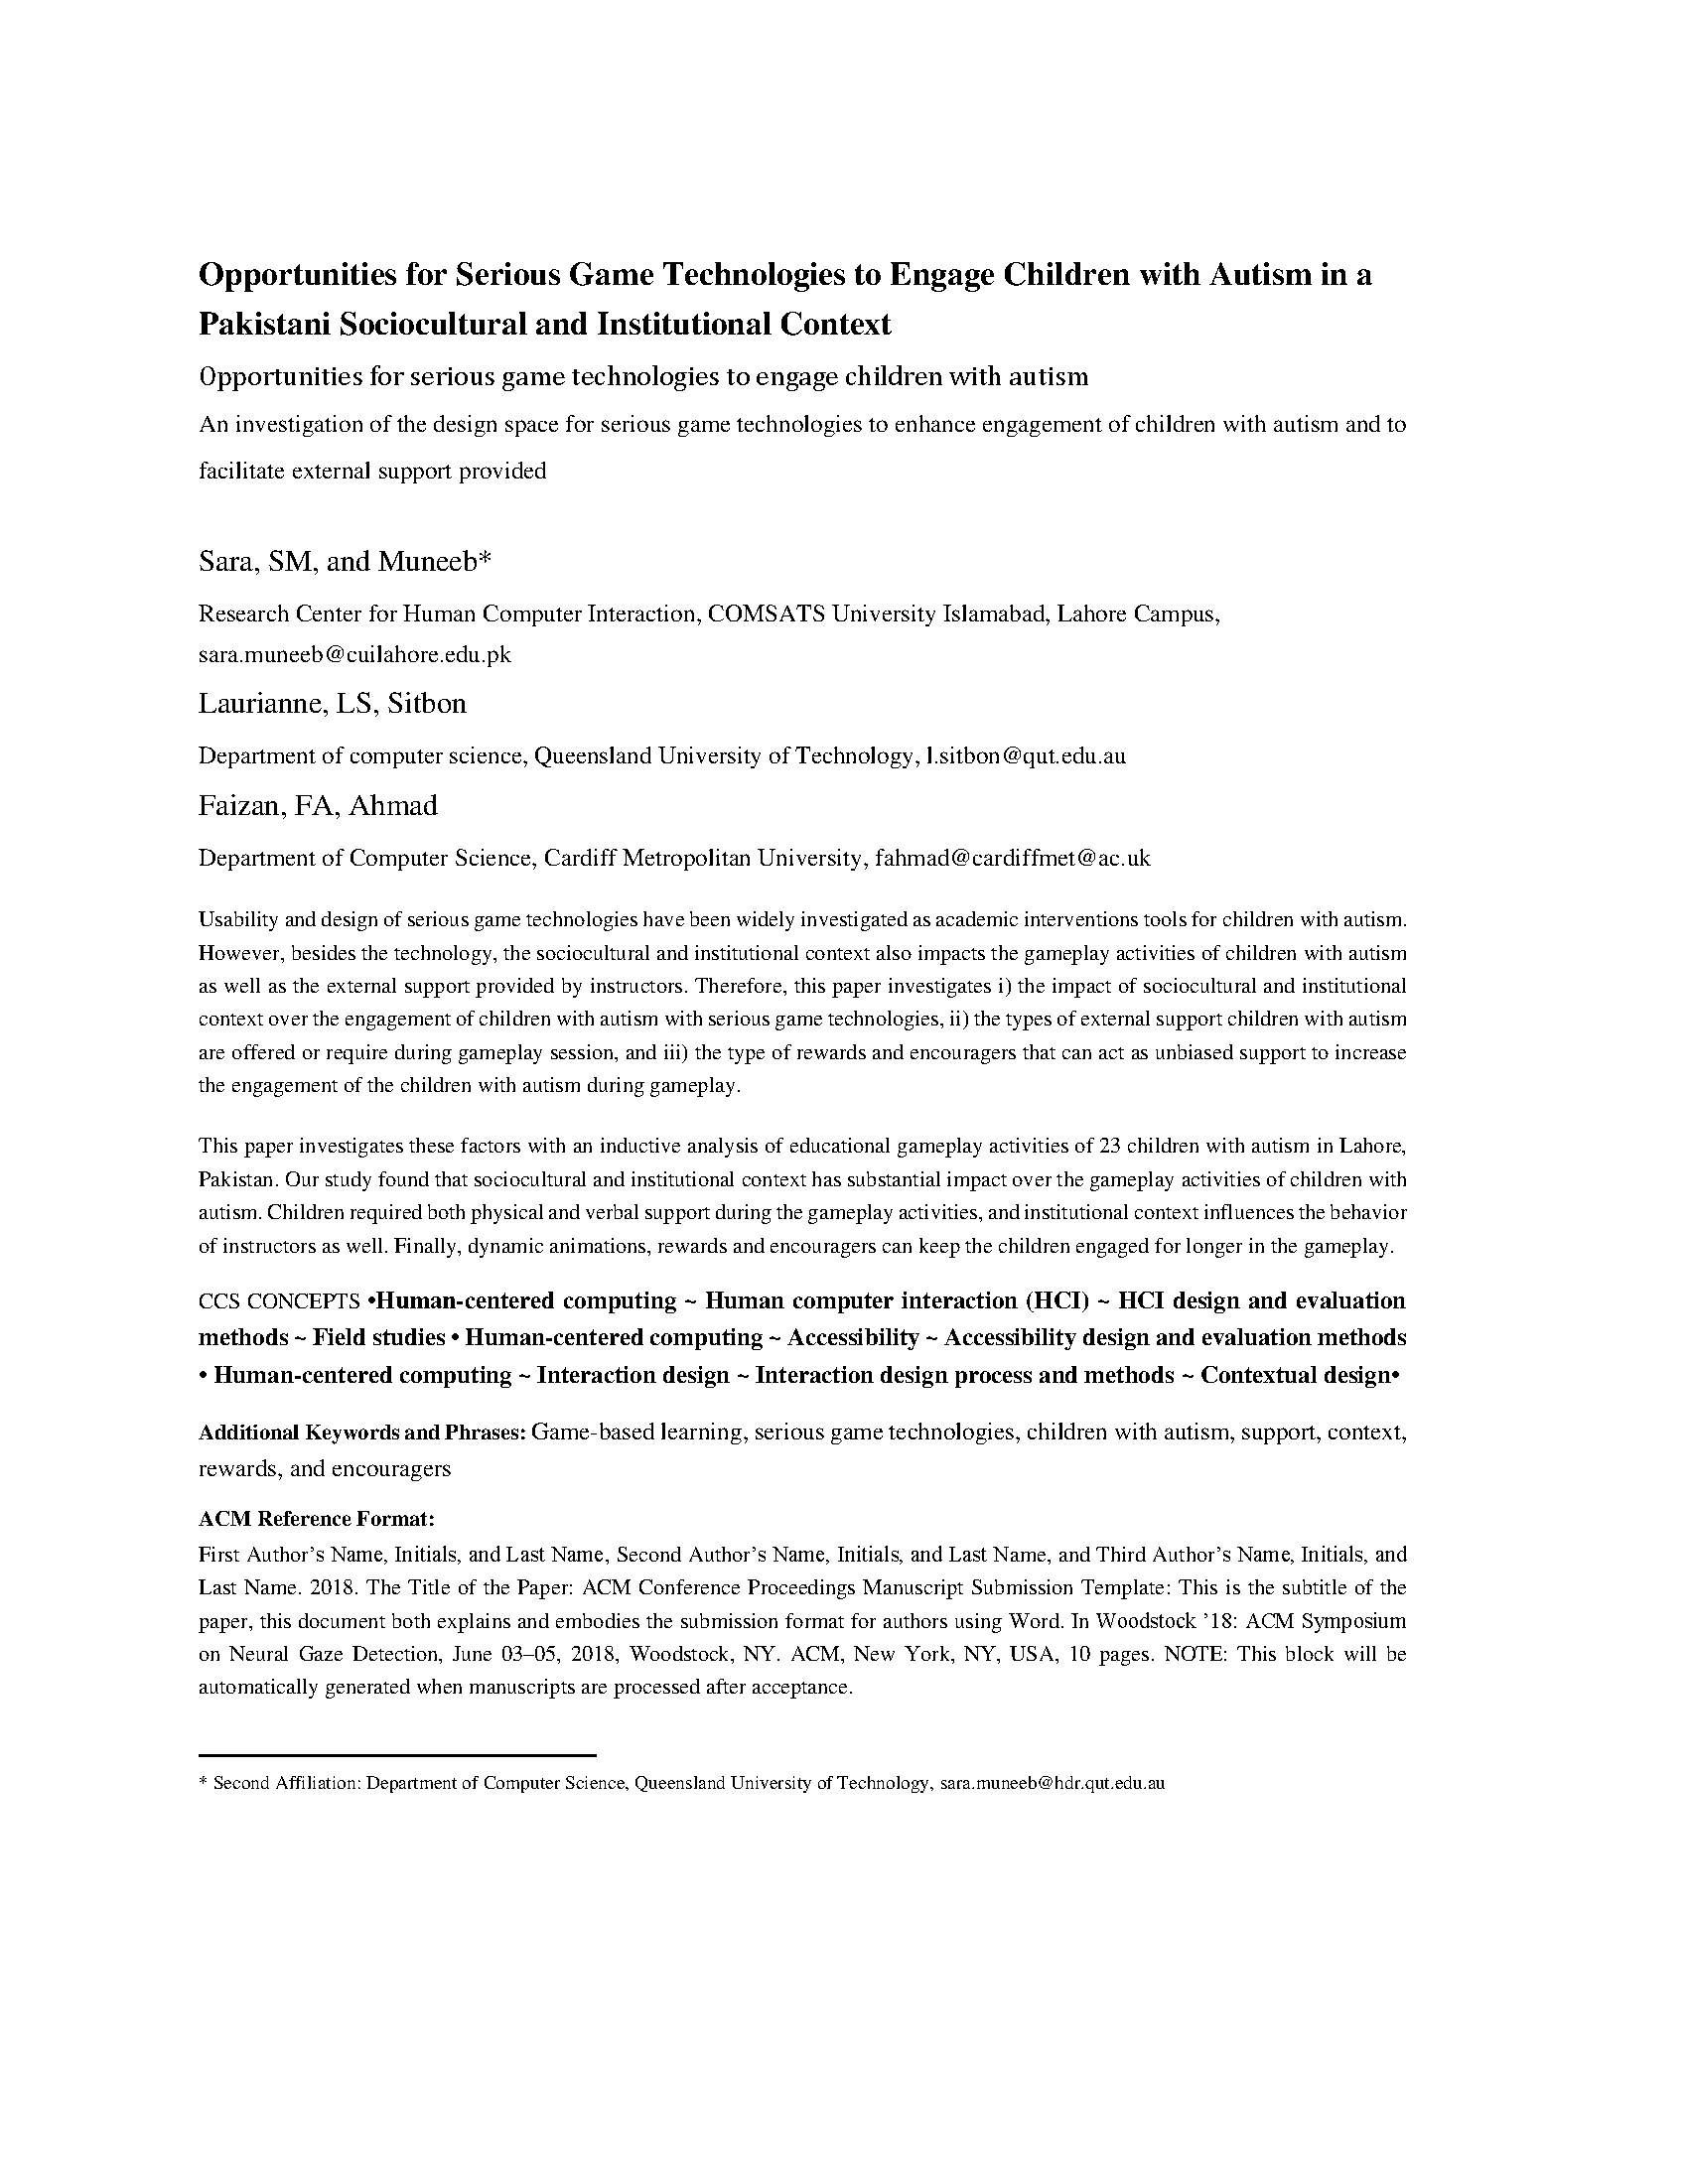 Opportunities for Serious Game Technologies to Engage Children with Autism in a
Pakistani Sociocultural and Institutional Context
Opportunities for serious game technologies to engage children with autism
An investigation of the design space for serious game technologies to enhance engagement of children with autism and to
facilitate external support provided
Sara, SM, and Muneeb*
Research Center for Human Computer Interaction, COMSATS University Islamabad, Lahore Campus,
sara.muneeb@cuilahore.edu.pk
Laurianne, LS, Sitbon
Department of computer science, Queensland University of Technology, l.sitbon@qut.edu.au
Faizan, FA, Ahmad
Department of Computer Science, Cardiff Metropolitan University, fahmad@cardiffmet@ac.uk
Usability and design of serious game technologies have been widely investigated as academic interventions tools for children with autism.
However, besides the technology, the sociocultural and institutional context also impacts the gameplay activities of children with autism
as well as the external support provided by instructors. Therefore, this paper investigates i) the impact of sociocultural and institutional
context over the engagement of children with autism with serious game technologies, ii) the types of external support children with autism
are offered or require during gameplay session, and iii) the type of rewards and encouragers that can act as unbiased support to increase
the engagement of the children with autism during gameplay.
This paper investigates these factors with an inductive analysis of educational gameplay activities of 23 children with autism in Lahore,
Pakistan. Our study found that sociocultural and institutional context has substantial impact over the gameplay activities of children with
autism. Children required both physical and verbal support during the gameplay activities, and institutional context influences the behavior
of instructors as well. Finally, dynamic animations, rewards and encouragers can keep the children engaged for longer in the gameplay.
CCS CONCEPTS •Human-centered computing ~ Human computer interaction (HCI) ~ HCI design and evaluation
methods ~ Field studies • Human-centered computing ~ Accessibility ~ Accessibility design and evaluation methods
• Human-centered computing ~ Interaction design ~ Interaction design process and methods ~ Contextual design•
Additional Keywords and Phrases: Game-based learning, serious game technologies, children with autism, support, context,
rewards, and encouragers
ACM Reference Format:
First Author’s Name, Initials, and Last Name, Second Author’s Name, Initials, and Last Name, and Third Author’s Name, Initials, and
Last Name. 2018. The Title of the Paper: ACM Conference Proceedings Manuscript Submission Template: This is the subtitle of the
paper, this document both explains and embodies the submission format for authors using Word. In Woodstock ’18: ACM Symposium
on Neural Gaze Detection, June 03–05, 2018, Woodstock, NY. ACM, New York, NY, USA, 10 pages. NOTE: This block will be
automatically generated when manuscripts are processed after acceptance.
* Second Affiliation: Department of Computer Science, Queensland University of Technology, sara.muneeb@hdr.qut.edu.au